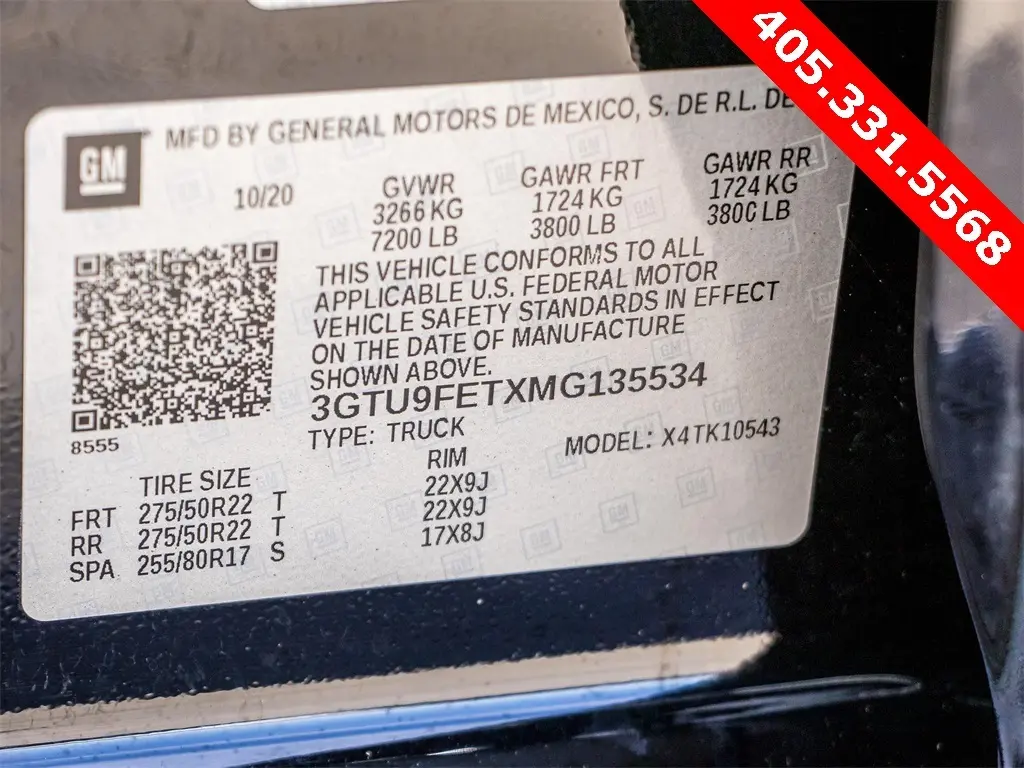 405.331.5568
GM
MFD BY GENERAL MOTORS DE MEXICO, S. DE R.L. DE
10/20
GVWR
3266 KG
7200 LB
GAWR FRT
1724 KG
3800 LB
GAWR RR
1724 KG
3800 LB
THIS VEHICLE CONFORMS TO ALL
APPLICABLE U.S. FEDERAL MOTOR
VEHICLE SAFETY STANDARDS IN EFFECT
ON THE DATE OF MANUFACTURE
SHOWN ABOVE.
3GTU9FETXMG135534
8555
TYPE: TRUCK
MODEL: X4TK10543
TIRE SIZE RIM
FRT 275/50R22 T 22X9J
RR 275/50R22 T 22X9J
SPA 255/80R17 S 17X8J